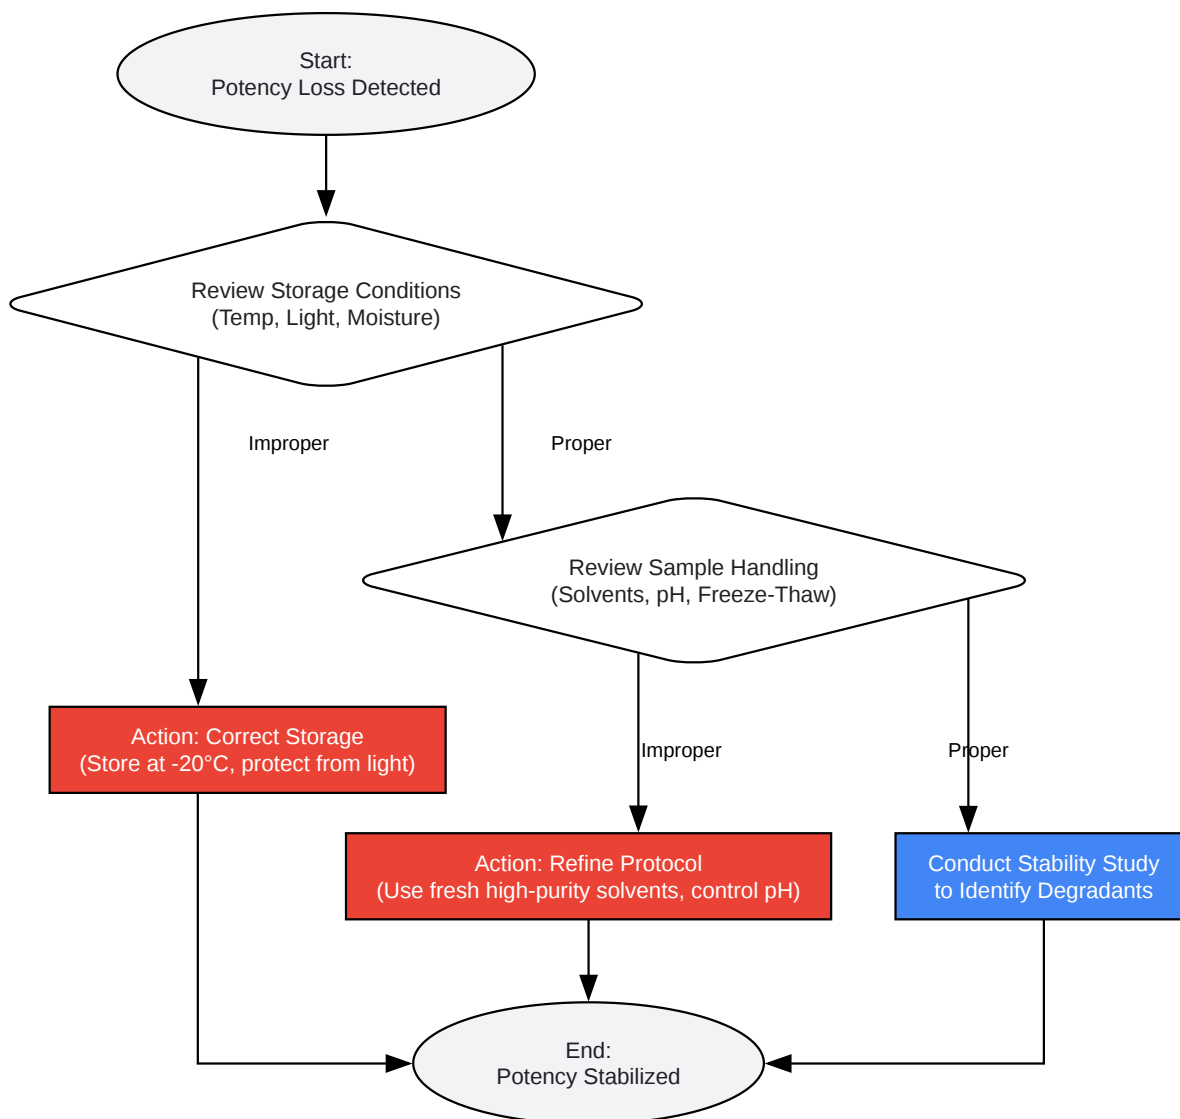 Start:
Potency Loss Detected
Review Storage Conditions
(Temp, Light, Moisture)
Improper
Proper
Review Sample Handling
(Solvents, pH, Freeze-Thaw)
Action: Correct Storage
(Store at -20°C, protect from light)
Improper
Proper
Action: Refine Protocol
(Use fresh high-purity solvents, control pH)
Conduct Stability Study
to Identify Degradants
End:
Potency Stabilized